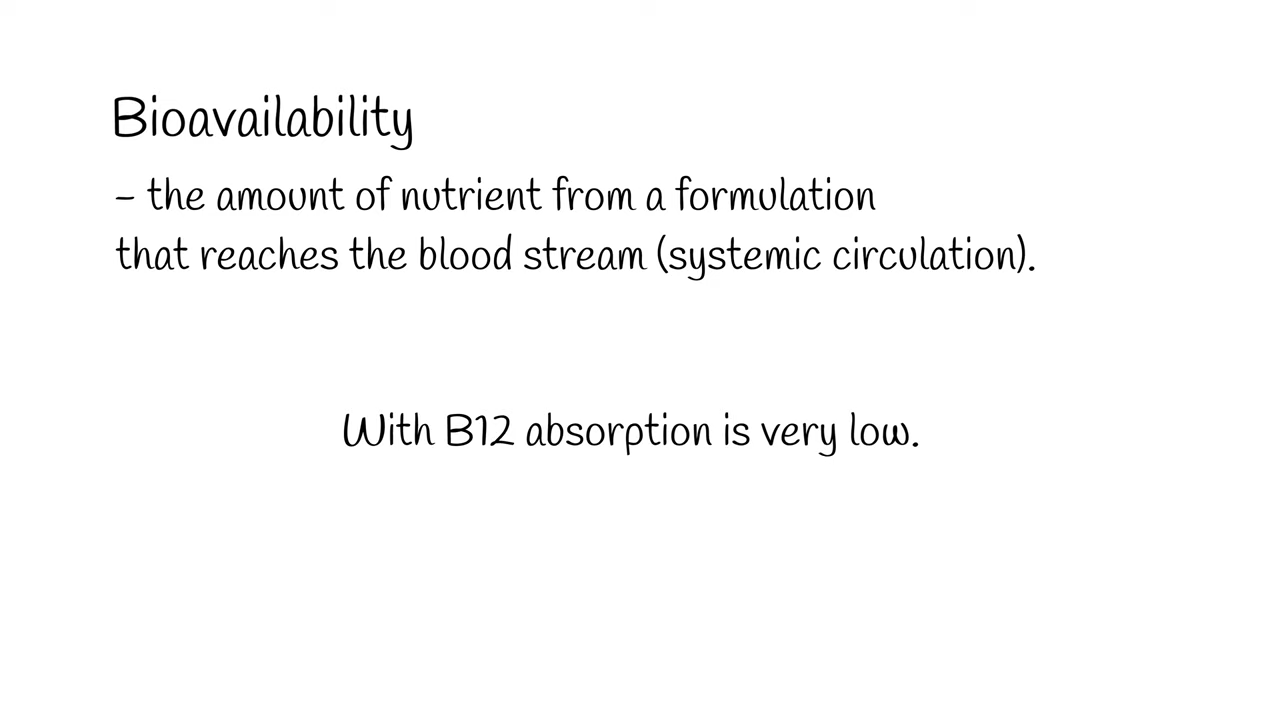 Bioavailability
– the amount of nutrient from a formulation
that reaches the blood stream (systemic circulation).
With B12 absorption is very low.